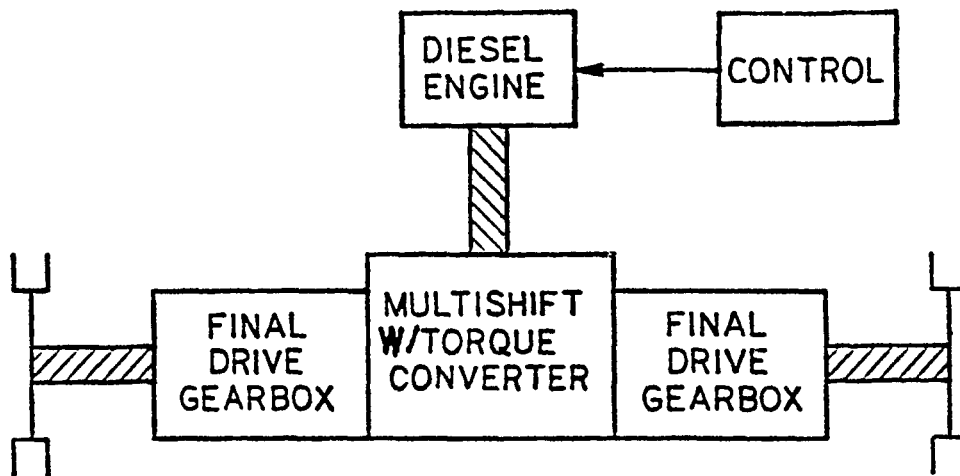 DIESEL
ENGINE
CONTROL
FINAL
DRIVE
GEARBOX
MULTISHIFT
W/TORQUE
CONVERTER
FINAL
DRIVE
GEARBOX